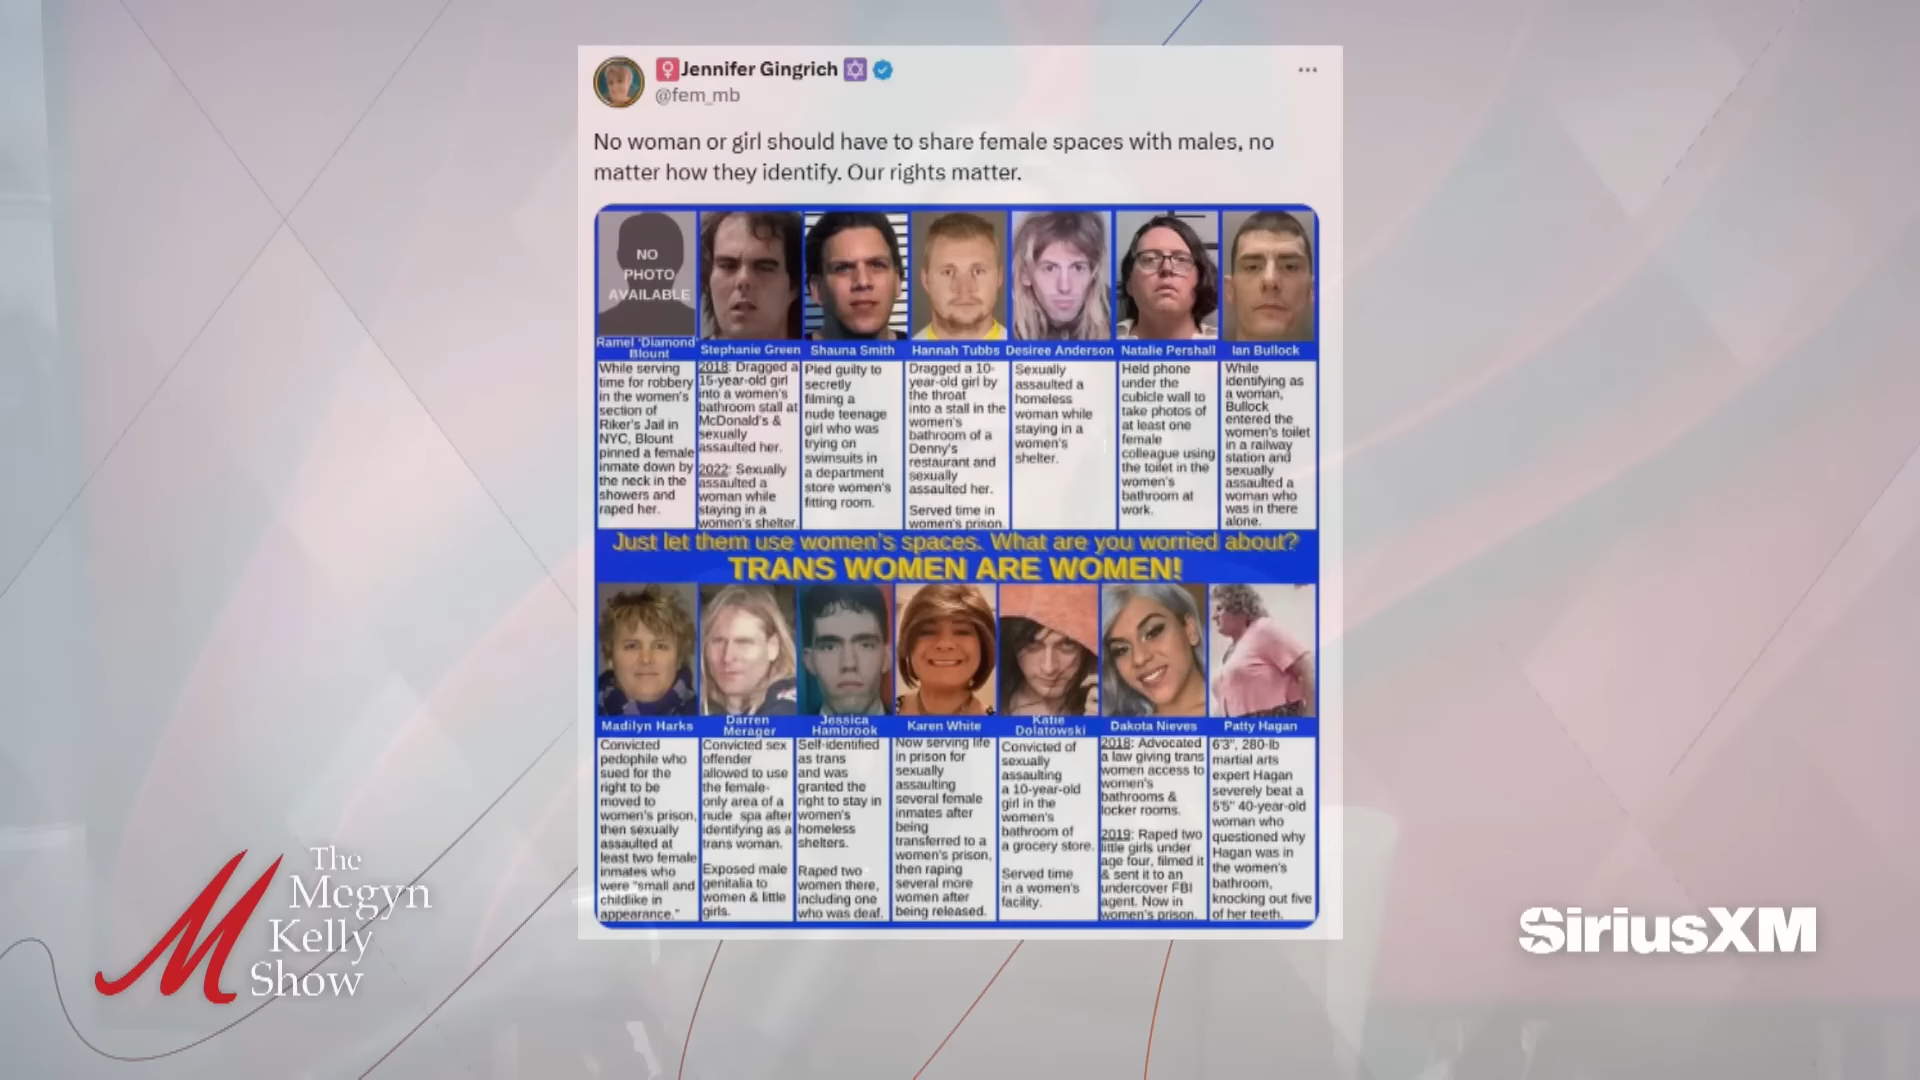 Jennifer Gingrich
@fem_mb
No woman or girl should have to share female spaces with males, no
matter how they identify. Our rights matter.
NO
PHOTO
AVAILABLE
Ramel 'Diamond'
Blount
While serving
time for robbery
in the women's
section of
Riker's Jail in
NYC, Blount
pinned a female
inmate down by
the neck in the
showers and
raped her.
Stephanie Green
2018: Dragged a
15-year-old girl
into a women's
bathroom stall at
McDonald's &
sexually
assaulted her.
2022: Sexually
assaulted a
woman while
staying in a
women's shelter.
Shauna Smith
Pled guilty to
secretly
filming a
nude teenage
girl who was
trying on
swimsuits in
a department
store women's
fitting room.
Hannah Tubbs
Dragged a 10-
year-old girl by
the throat
into a stall in the
women's
bathroom of a
Denny's
restaurant and
sexually
assaulted her.
Served time in
women's prison.
Desiree Anderson
Sexually
assaulted a
homeless
woman while
staying in a
women's
shelter.
Natalie Pershall
Held phone
under the
cubicle wall to
take photos of
at least one
female
colleague using
the toilet in the
women's
bathroom at
work.
Ian Bullock
While
identifying as
a woman,
Bullock
entered the
women's toilet
in a railway
station and
sexually
assaulted a
woman who
was in there
alone.
Just let them use women's spaces. What are you worried about?
TRANS WOMEN ARE WOMEN!
Madilyn Harks
Convicted
pedophile who
sued for the
right to be
moved to
women's prison,
then sexually
assaulted at
least two female
inmates who
were "small and
childlike in
appearance."
Darren
Merager
Convicted sex
offender
allowed to use
the female-
only area of a
nude spa after
identifying as a
trans woman.
Exposed male
genitalia to
women & little
girls.
Jessica
Hambrook
Self-identified
as trans
and was
granted the
right to stay in
women's
homeless
shelters.
Raped two
women there,
including one
who was deaf.
Karen White
Now serving life
in prison for
sexually
assaulting
several female
inmates after
being
transferred to a
women's prison,
then raping
several more
women after
being released.
Katie
Dolatowski
Convicted of
sexually
assaulting
a 10-year-old
girl in the
women's
bathroom of
a grocery store.
Served time
in a women's
facility.
Dakota Nieves
2018: Advocated
a law giving trans
women access to
women's
bathrooms &
locker rooms.
2019: Raped two
little girls under
age four, filmed it
& sent it to an
undercover FBI
agent. Now in
women's prison.
Patty Hagan
6'3", 280-lb
martial arts
expert Hagan
severely beat a
5'5" 40-year-old
woman who
questioned why
Hagan was in
the women's
bathroom,
knocking out five
of her teeth.
The
Megyn
Kelly
Show
SiriusXM